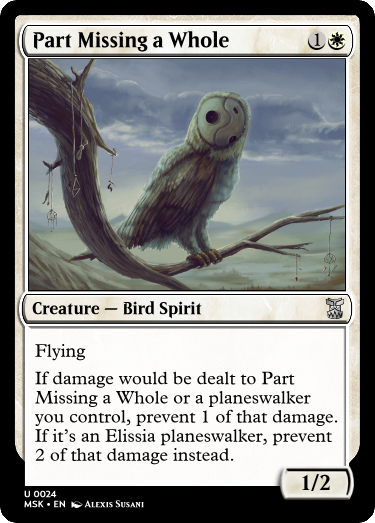 Part Missing a Whole 1
Creature — Bird Spirit
Flying
If damage would be dealt to Part
Missing a Whole or a planeswalker
you control, prevent 1 of that damage.
If it's an Elissia planeswalker, prevent
2 of that damage instead.
1/2
U 0024
MSK • EN Alexis Susani